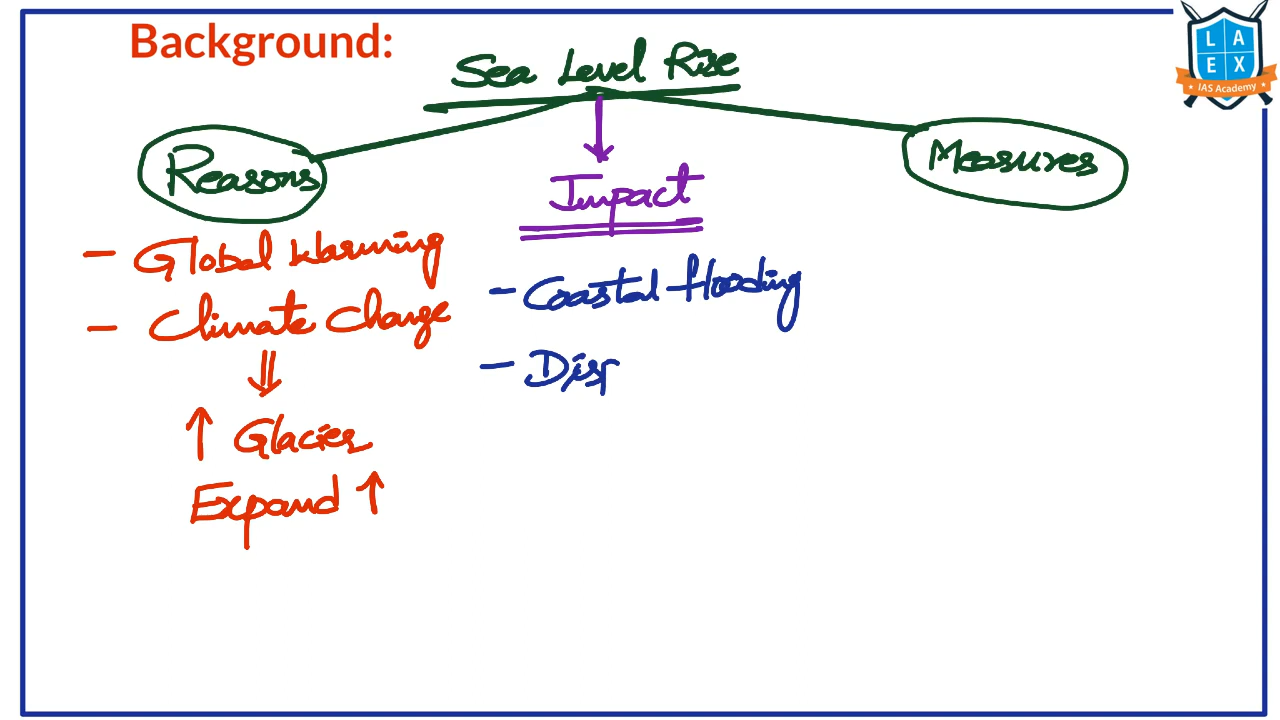 Background:
Sea Level Rise
Reasons
Impact
Measures
- Global Warming
- Climate Change
⇓
↑ Glacier
Expand ↑
- Coastal flooding
- Disp
L A
E X
IAS Academy